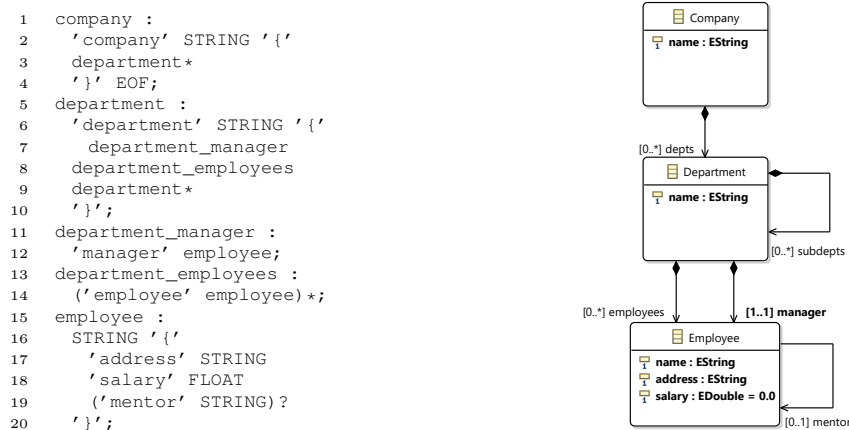 1 company :
2 ’company’ STRING ’{’
3 department*
4 ’}’ EOF;
5 department :
6 ’department’ STRING ’{’
7 department_manager
8 department_employees
9 department*
10 ’}’;
11 department_manager :
12 ’manager’ employee;
13 department_employees :
14 (’employee’ employee)*;
15 employee :
16 STRING ’{’
17 ’address’ STRING
18 ’salary’ FLOAT
19 (’mentor’ STRING)?
20 ’}’;
Company
name : EString
[0..*] depts
Department
name : EString
[0..*] subdepts
[0..*] employees
[1..1] manager
Employee
name : EString
address : EString
salary : EDouble = 0.0
[0..1] mentor